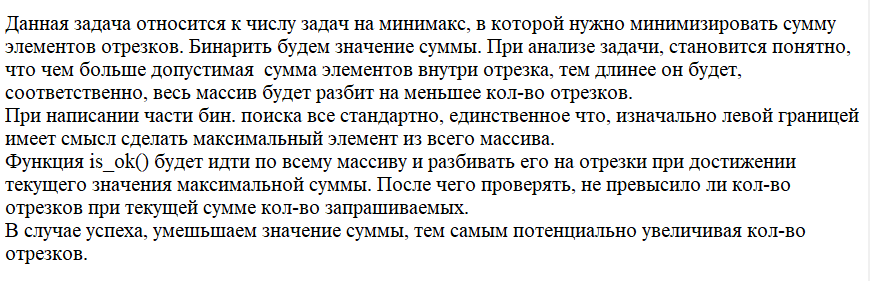 Данная задача относится к числу задач на минимакс, в которой нужно минимизировать сумму
элементов отрезков. Бинарить будем значение суммы. При анализе задачи, становится понятно,
что чем больше допустимая  сумма элементов внутри отрезка, тем длинее он будет,
соответственно, весь массив будет разбит на меньшее кол-во отрезков.
При написании части бин. поиска все стандартно, единственное что, изначально левой границей
имеет смысл сделать максимальный элемент из всего массива.
Функция is_ok() будет идти по всему массиву и разбивать его на отрезки при достижении
текущего значения максимальной суммы. После чего проверять, не превысило ли кол-во
отрезков при текущей сумме кол-во запрашиваемых.
В случае успеха, умешьшаем значение суммы, тем самым потенциально увеличивая кол-во
отрезков.